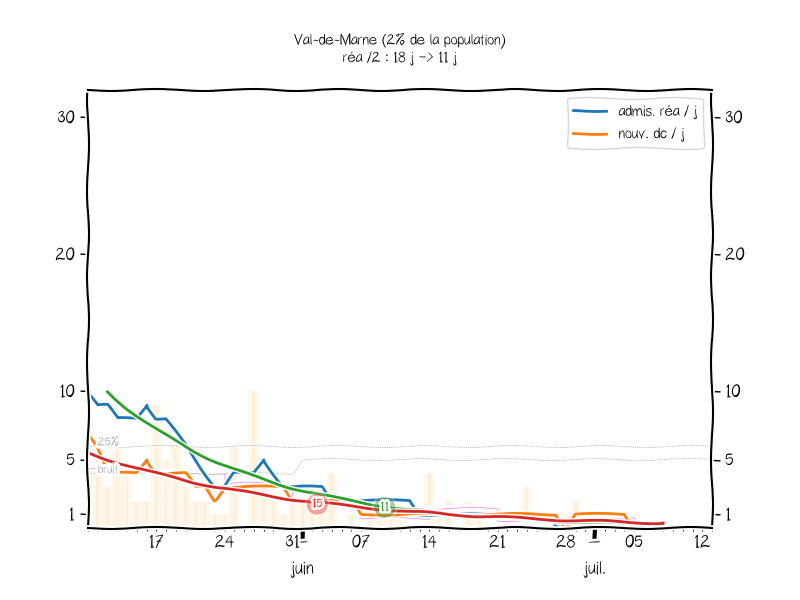 Val-de-Marne (2% de la population)
réa /2 : 18 j -> 11 j
admis. réa / j
nouv. dc / j
30
30
20
20
10
10
25%
5
5
bruit
15
11
1
1
17 24 31 07 14 21 28 05 12
juin juil.